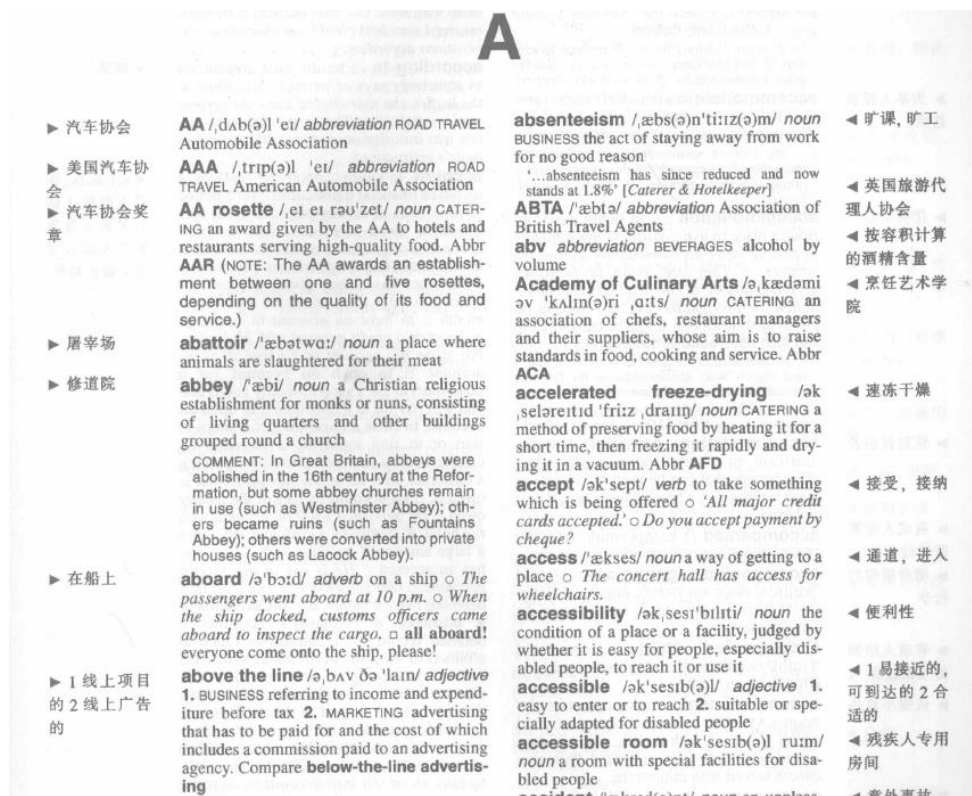 A
▶ 汽车协会
AA /ˌdʌb(ə)l 'eɪ/ abbreviation ROAD TRAVEL
Automobile Association
▶ 美国汽车协
会
AAA /ˌtrɪp(ə)l 'eɪ/ abbreviation ROAD
TRAVEL American Automobile Association
▶ 汽车协会奖
章
AA rosette /ˌeɪ eɪ rəʊ'zet/ noun CATER-
ING an award given by the AA to hotels and
restaurants serving high-quality food. Abbr
AAR (NOTE: The AA awards an establish-
ment between one and five rosettes,
depending on the quality of its food and
service.)
▶ 屠宰场
abattoir /'æbətwɑː/ noun a place where
animals are slaughtered for their meat
▶ 修道院
abbey /'æbi/ noun a Christian religious
establishment for monks or nuns, consisting
of living quarters and other buildings
grouped round a church
COMMENT: In Great Britain, abbeys were
abolished in the 16th century at the Refor-
mation, but some abbey churches remain
in use (such as Westminster Abbey); oth-
ers became ruins (such as Fountains
Abbey); others were converted into private
houses (such as Lacock Abbey).
▶ 在船上
aboard /ə'bɔːd/ adverb on a ship ○ The
passengers went aboard at 10 p.m. ○ When
the ship docked, customs officers came
aboard to inspect the cargo. □ all aboard!
everyone come onto the ship, please!
▶ 1 线上项目
的 2 线上广告
的
above the line /əˌbʌv ðə 'laɪn/ adjective
1. BUSINESS referring to income and expend-
iture before tax 2. MARKETING advertising
that has to be paid for and the cost of which
includes a commission paid to an advertising
agency. Compare below-the-line advertis-
ing
absenteeism /ˌæbs(ə)n'tiːɪz(ə)m/ noun
BUSINESS the act of staying away from work
for no good reason
'…absenteeism has since reduced and now
stands at 1.8%' [Caterer & Hotelkeeper]
◀ 旷课, 旷工
ABTA /'æbtə/ abbreviation Association of
British Travel Agents
◀ 英国旅游代
理人协会
abv abbreviation BEVERAGES alcohol by
volume
◀ 按容积计算
的酒精含量
Academy of Culinary Arts /əˌkædəmi
əv 'kʌlɪn(ə)ri ˌɑːts/ noun CATERING an
association of chefs, restaurant managers
and their suppliers, whose aim is to raise
standards in food, cooking and service. Abbr
ACA
◀ 烹饪艺术学
院
accelerated freeze-drying /ək
ˌseləreɪtɪd 'friːz ˌdraɪɪŋ/ noun CATERING a
method of preserving food by heating it for a
short time, then freezing it rapidly and dry-
ing it in a vacuum. Abbr AFD
◀ 速冻干燥
accept /ək'sept/ verb to take something
which is being offered ○ 'All major credit
cards accepted.' ○ Do you accept payment by
cheque?
◀ 接受, 接纳
access /'ækses/ noun a way of getting to a
place ○ The concert hall has access for
wheelchairs.
◀ 通道, 进入
accessibility /əkˌsesɪ'bɪlɪti/ noun the
condition of a place or a facility, judged by
whether it is easy for people, especially dis-
abled people, to reach it or use it
◀ 便利性
accessible /ək'sesɪb(ə)l/ adjective 1.
easy to enter or to reach 2. suitable or spe-
cially adapted for disabled people
◀ 1 易接近的,
可到达的 2 合
适的
accessible room /ək'sesɪb(ə)l ruːm/
noun a room with special facilities for disa-
bled people
◀ 残疾人专用
房间